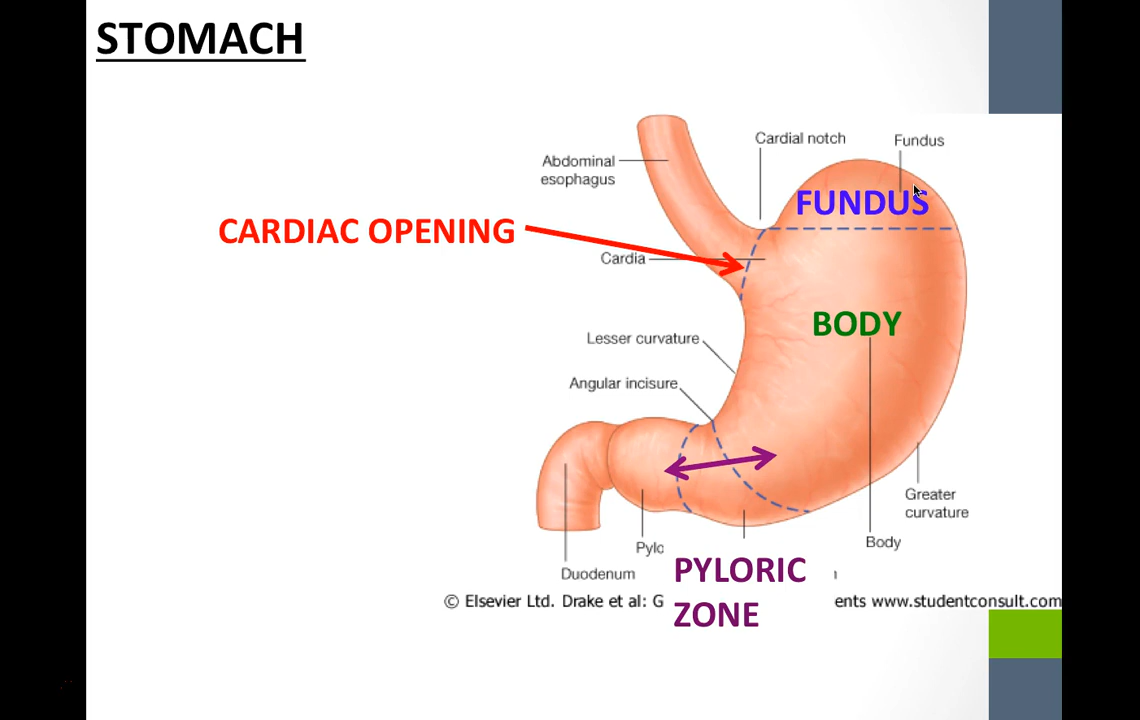 STOMACH
Cardial notch
Fundus
Abdominal
esophagus
FUNDUS
CARDIAC OPENING
Cardia
BODY
Lesser curvature
Angular incisure
Greater
curvature
Body
Duodenum
PYLORIC
ZONE
© Elsevier Ltd. Drake et al: G
ents www.studentconsult.com